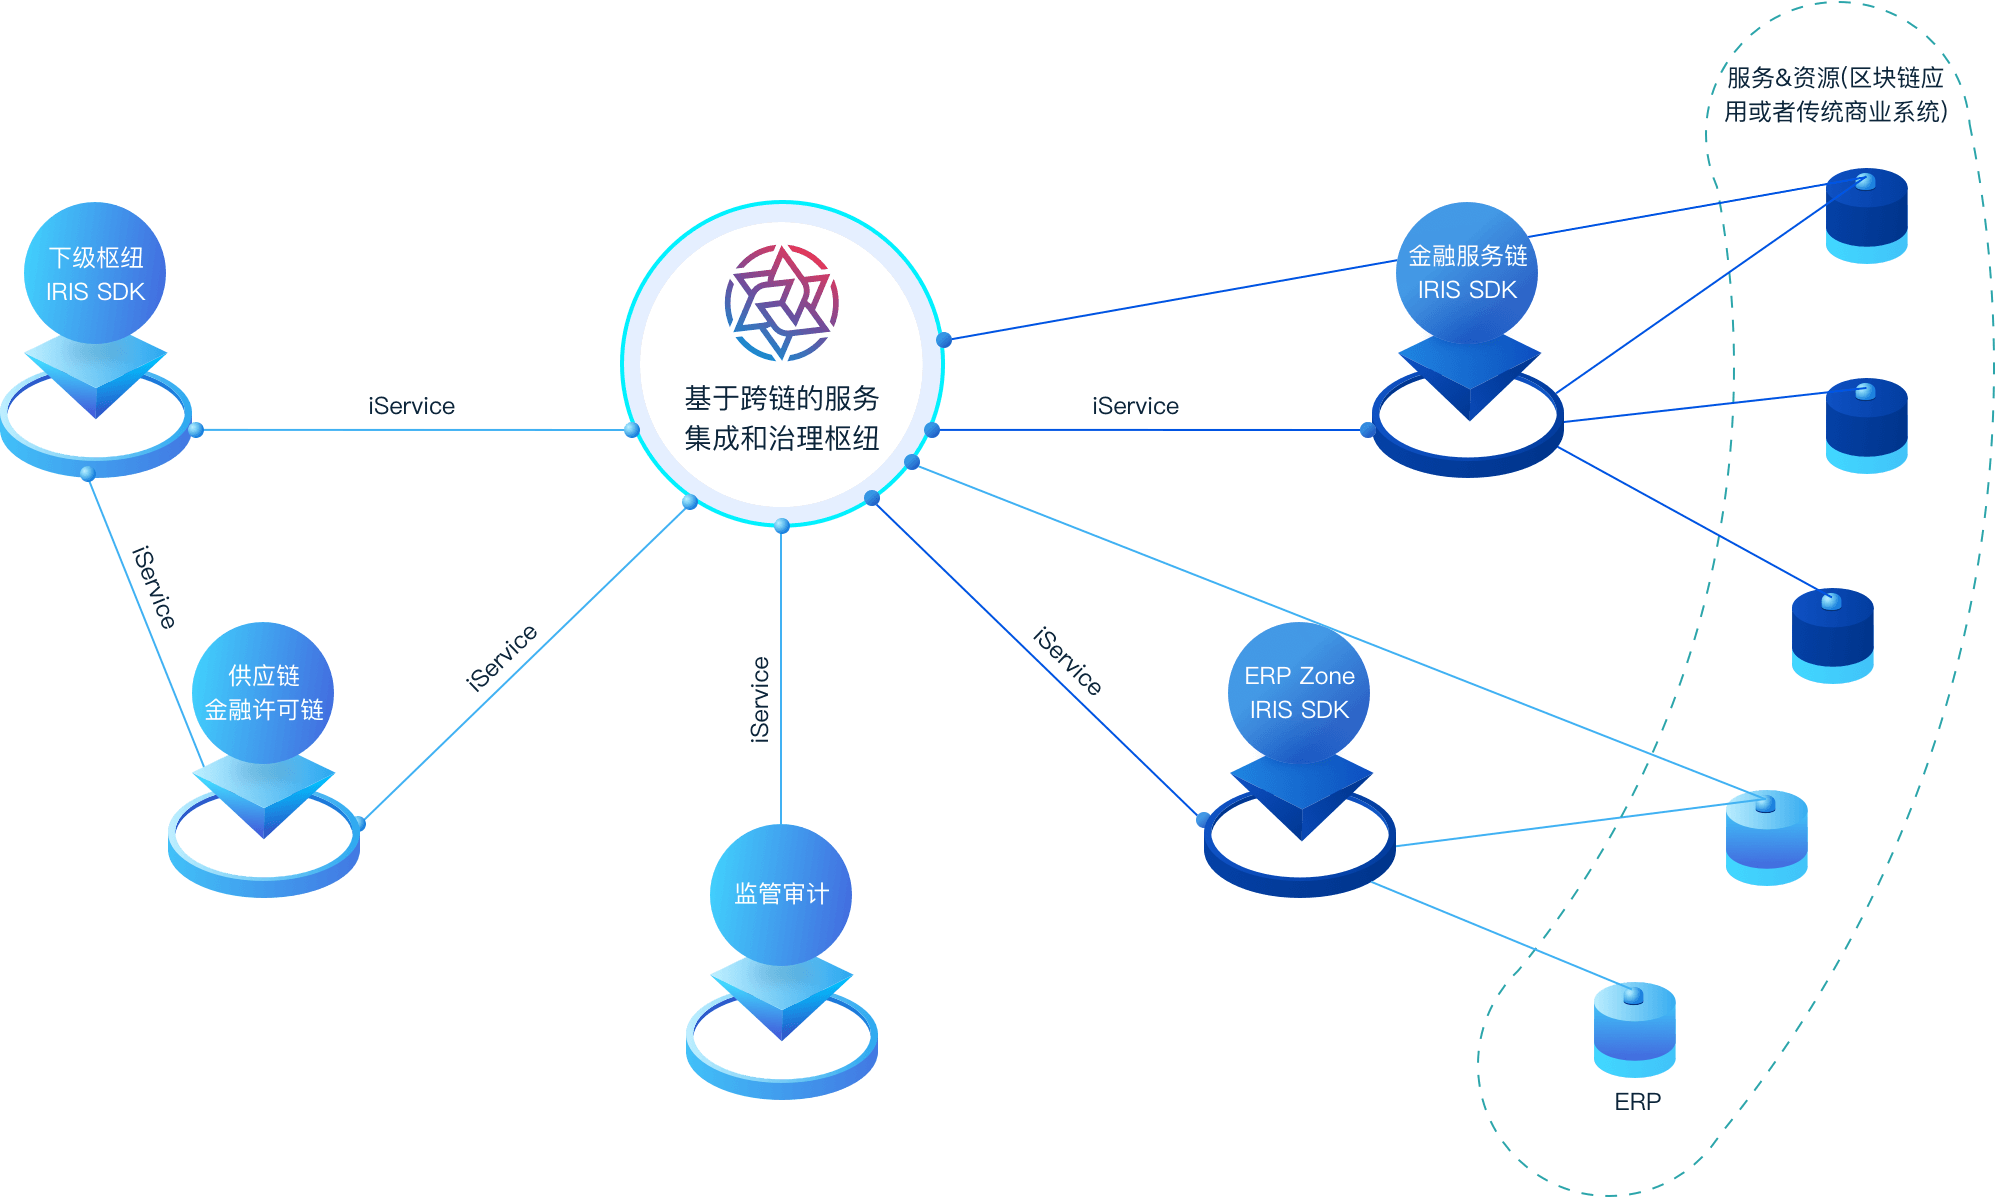 服务&资源(区块链应
用或者传统商业系统)
下级枢纽
IRIS SDK
金融服务链
IRIS SDK
基于跨链的服务
集成和治理枢纽
iService
iService
iService
iService
iService
iService
供应链
金融许可链
ERP Zone
IRIS SDK
监管审计
ERP